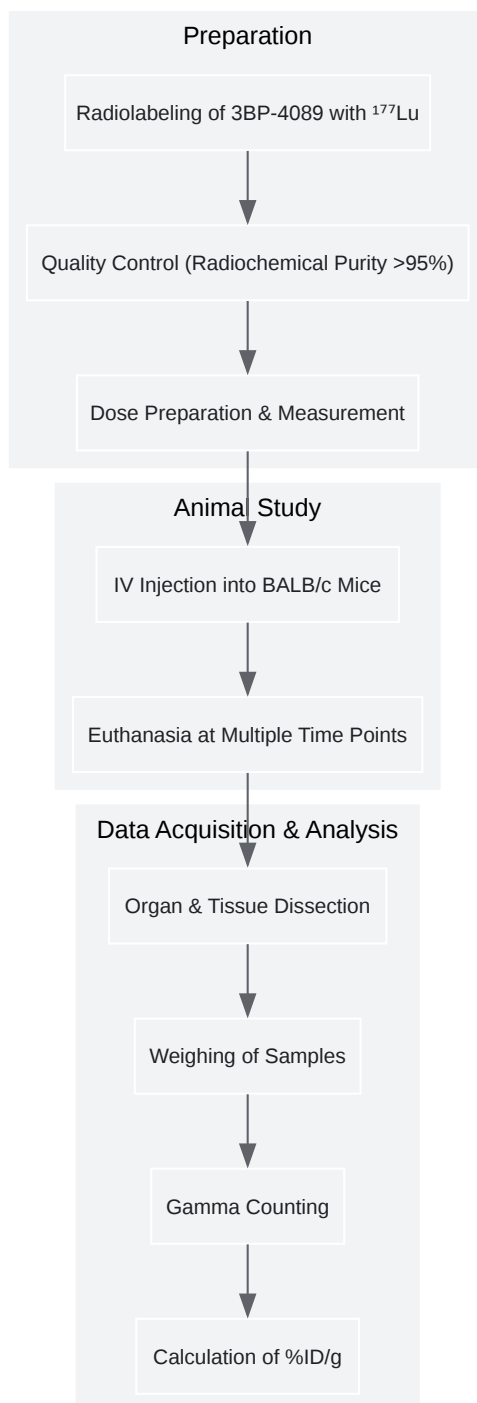 Preparation
Radiolabeling of 3BP-4089 with ¹⁷⁷Lu
Quality Control (Radiochemical Purity >95%)
Dose Preparation & Measurement
Animal Study
IV Injection into BALB/c Mice
Euthanasia at Multiple Time Points
Data Acquisition & Analysis
Organ & Tissue Dissection
Weighing of Samples
Gamma Counting
Calculation of %ID/g